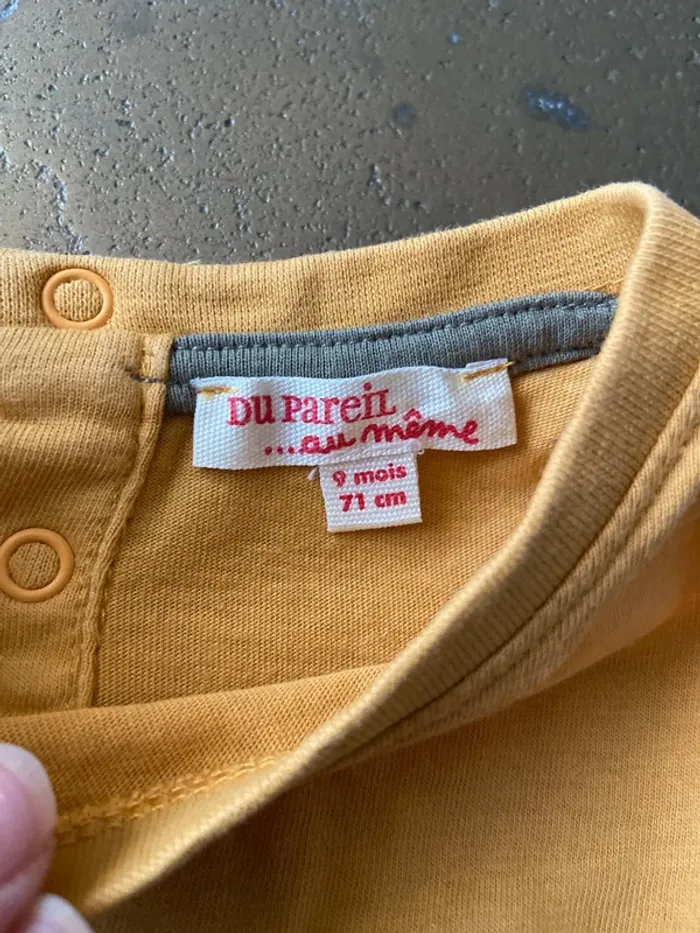 DU PareiL
...au même
9 mois
71 cm